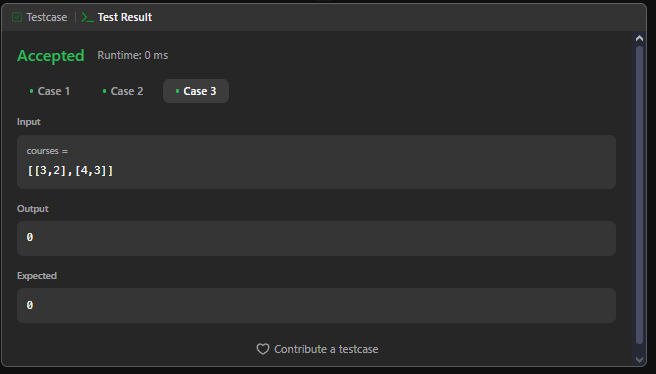 Testcase | >_ Test Result
Accepted Runtime: 0 ms
• Case 1 • Case 2 • Case 3
Input
courses =
[[3,2],[4,3]]
Output
0
Expected
0
Contribute a testcase